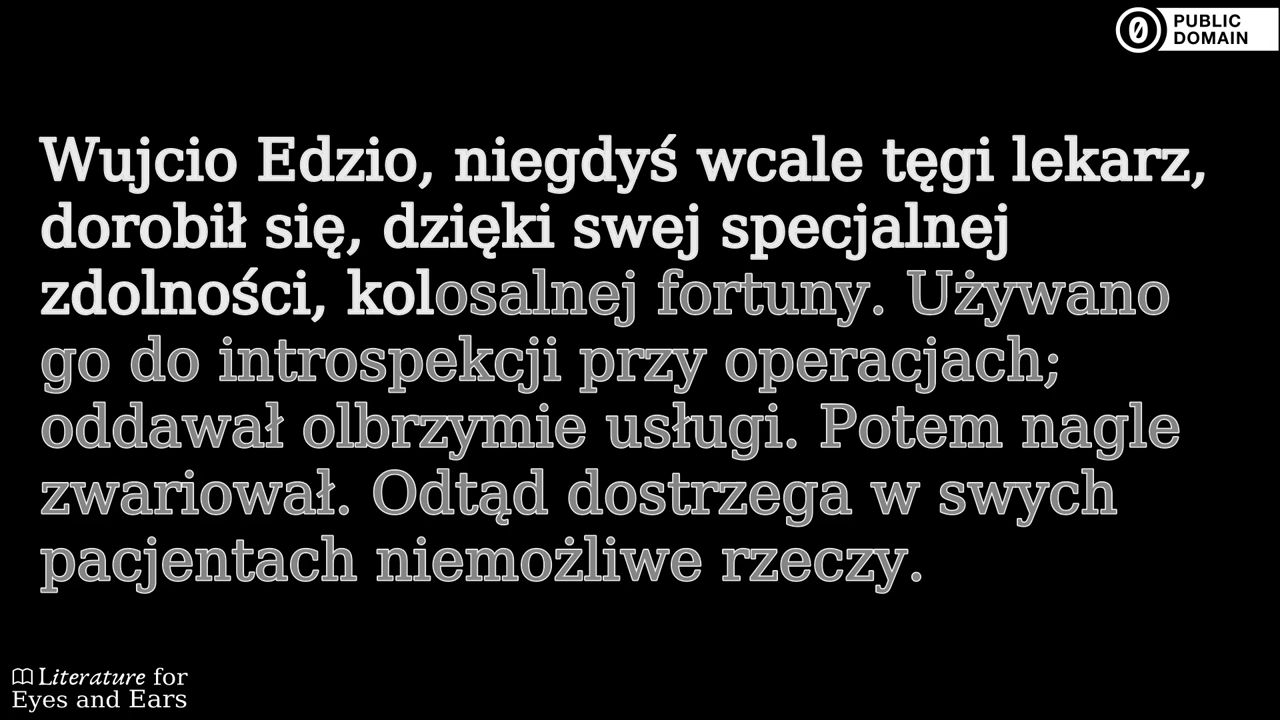 PUBLIC
DOMAIN
Wujcio Edzio, niegdyś wcale tęgi lekarz,
dorobił się, dzięki swej specjalnej
zdolności, kolosalnej fortuny. Używano
go do introspekcji przy operacjach;
oddawał olbrzymie usługi. Potem nagle
zwariował. Odtąd dostrzega w swych
pacjentach niemożliwe rzeczy.
Literature for
Eyes and Ears